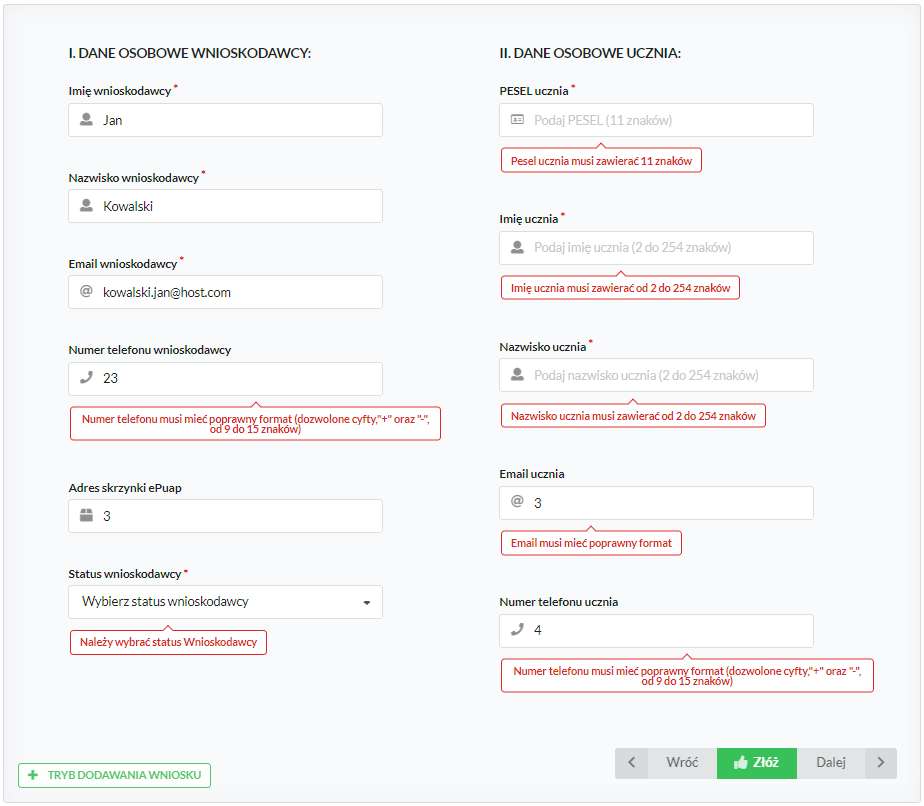 I. DANE OSOBOWE WNIOSKODAWCY:
Imię wnioskodawcy *
Jan
Nazwisko wnioskodawcy *
Kowalski
Email wnioskodawcy *
@ kowalski.jan@host.com
Numer telefonu wnioskodawcy
23
Numer telefonu musi mieć poprawny format (dozwolone cyfty,"+" oraz "-",
od 9 do 15 znaków)
Adres skrzynki ePuap
3
Status wnioskodawcy *
Wybierz status wnioskodawcy
Należy wybrać status Wnioskodawcy
II. DANE OSOBOWE UCZNIA:
PESEL ucznia *
Podaj PESEL (11 znaków)
Pesel ucznia musi zawierać 11 znaków
Imię ucznia *
Podaj imię ucznia (2 do 254 znaków)
Imię ucznia musi zawierać od 2 do 254 znaków
Nazwisko ucznia *
Podaj nazwisko ucznia (2 do 254 znaków)
Nazwisko ucznia musi zawierać od 2 do 254 znaków
Email ucznia
@ 3
Email musi mieć poprawny format
Numer telefonu ucznia
4
Numer telefonu musi mieć poprawny format (dozwolone cyfty,"+" oraz "-",
od 9 do 15 znaków)
+ TRYB DODAWANIA WNIOSKU
< Wróć Złóż Dalej >